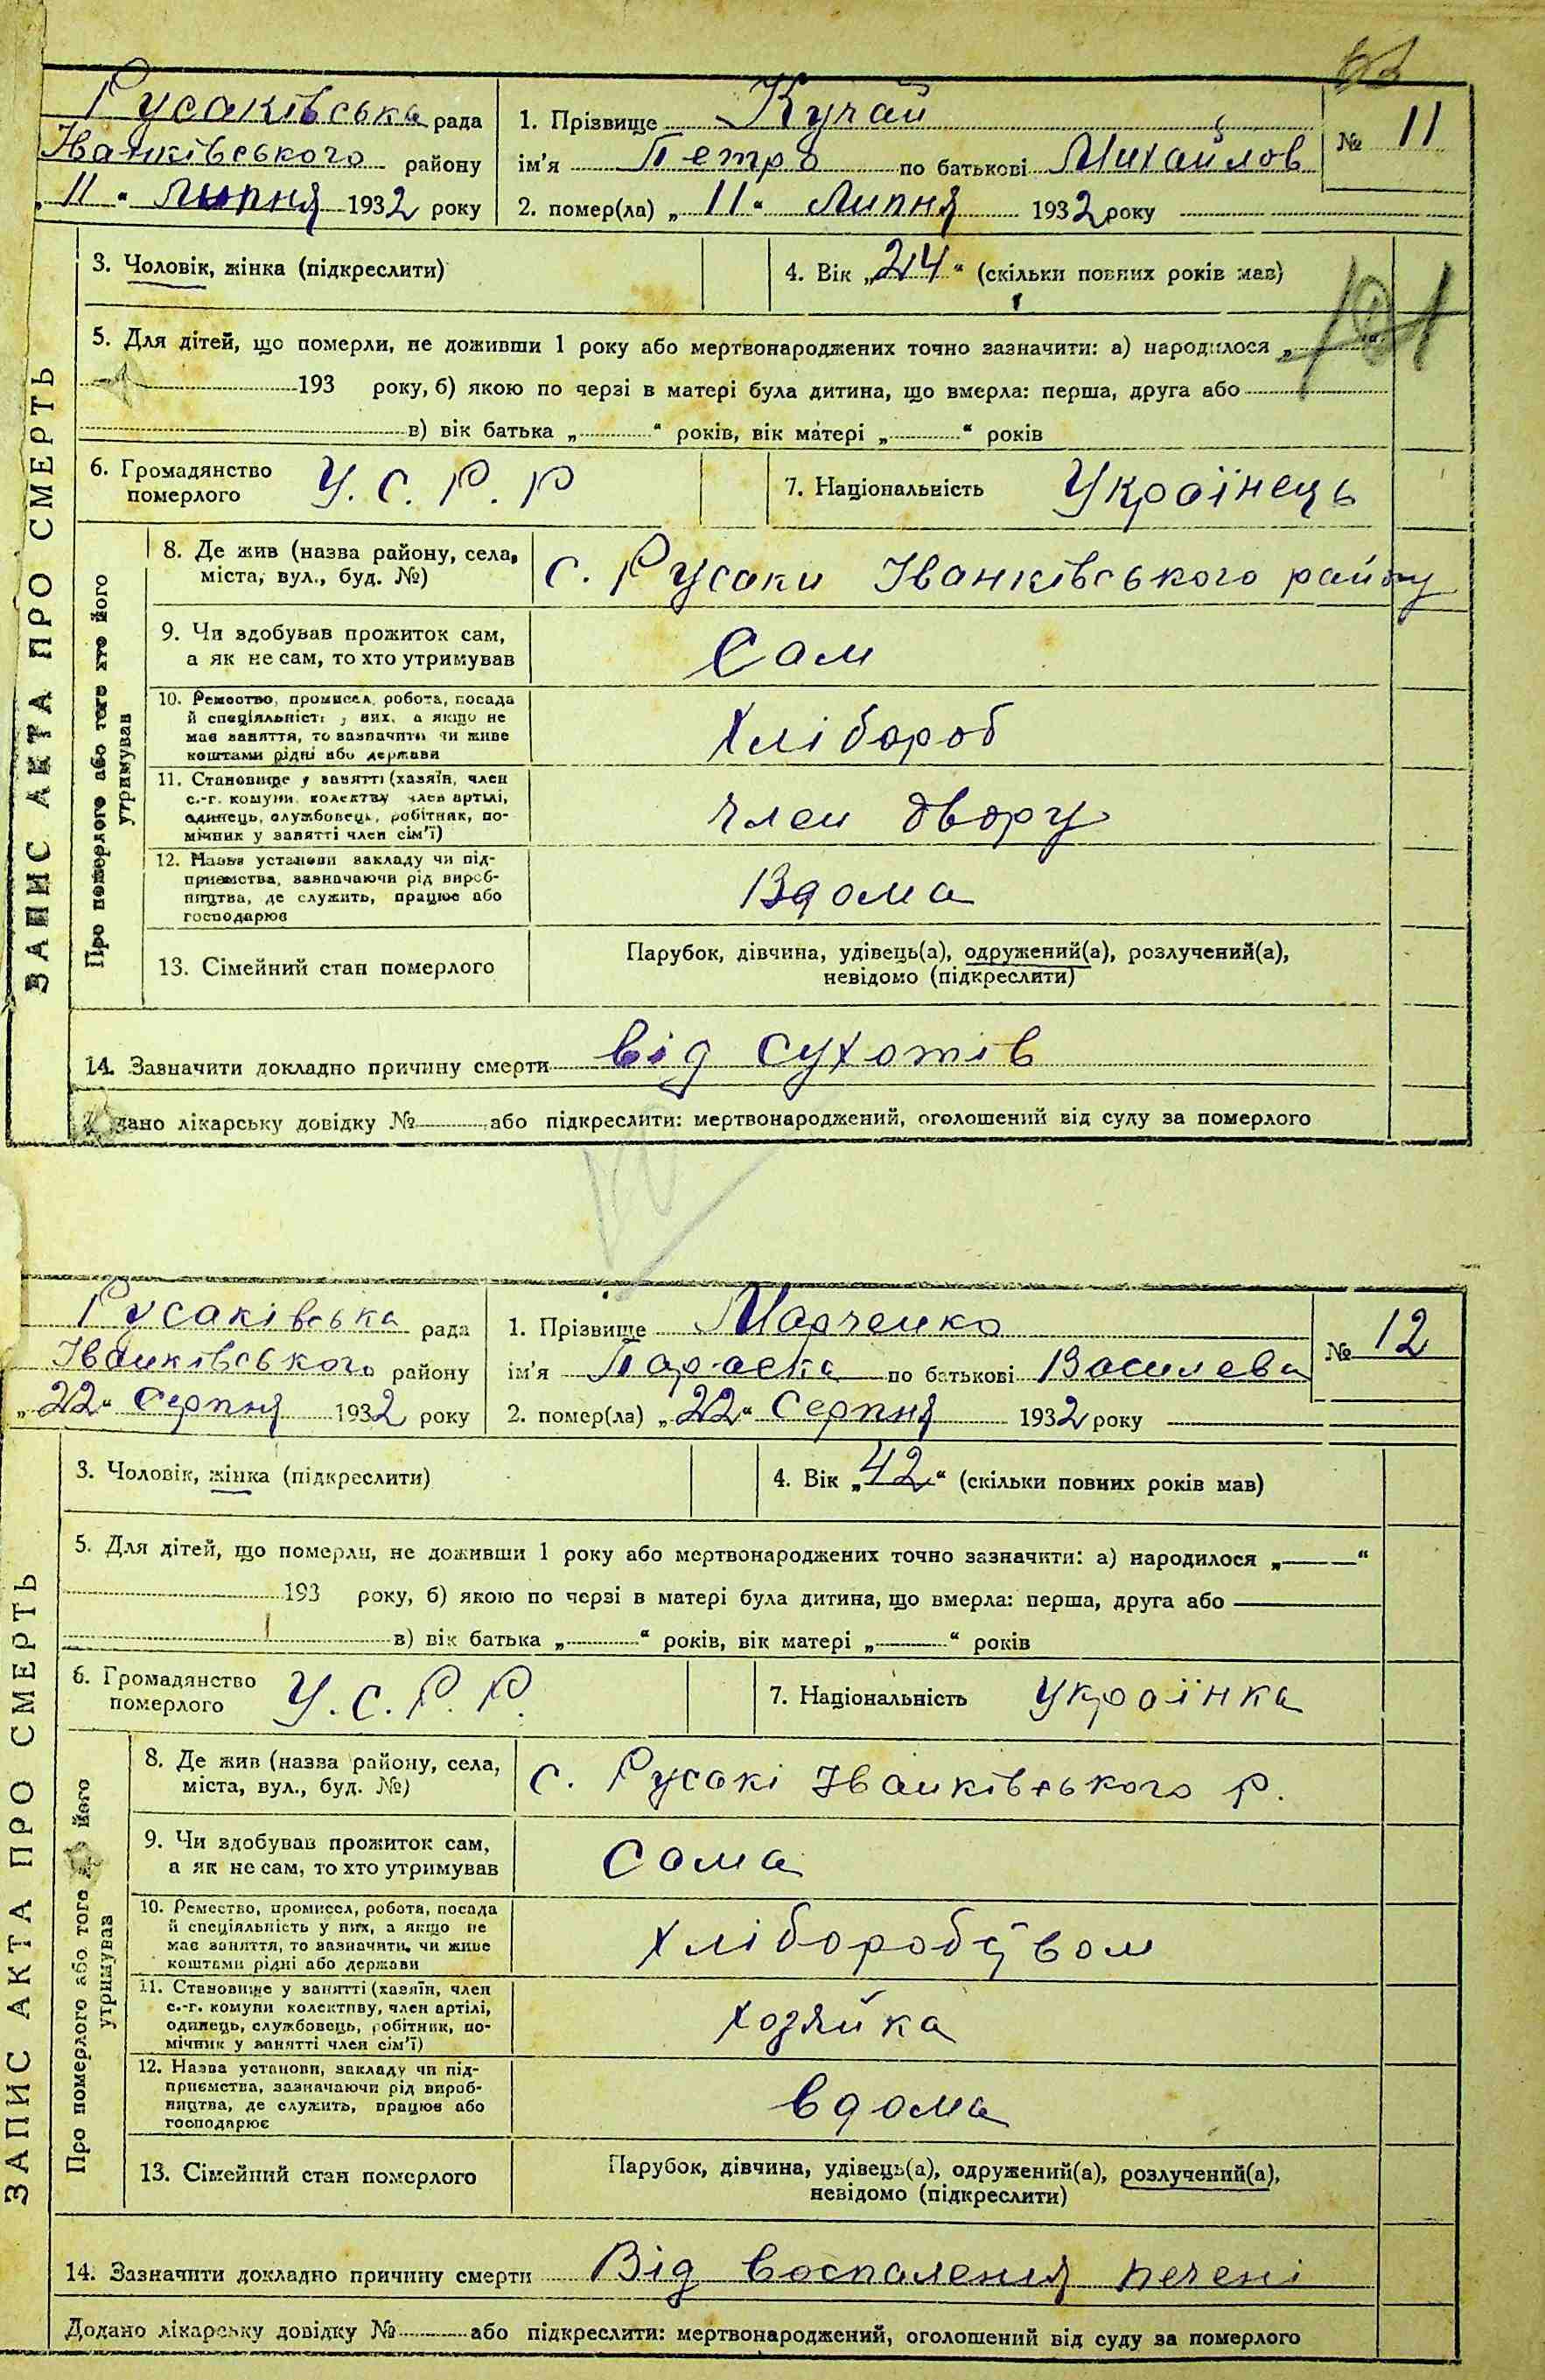 63
Русаківська рада
Іванківського району
„11“ Липня 1932 року
1. Прізвище Кучай
ім'я Петро по батькові Михайлов
№ 11
2. помер(ла) „11“ Липня 1932 року
ЗАПИС АКТА ПРО СМЕРТЬ
3. Чоловік, жінка (підкреслити)
4. Вік „24“ (скільки повних років мав)
5. Для дітей, що померли, не доживши 1 року або мертвонароджених точно зазначити: а) народилося „ “
193 року, б) якою по черзі в матері була дитина, що вмерла: перша, друга або
в) вік батька „ “ років, вік матері „ “ років
6. Громадянство
померлого
У. С. Р. Р
7. Національність Українець
Про померлого або того хто його
утримував
8. Де жив (назва району, села,
міста, вул., буд. №)
с. Русаки Іванківського району
9. Чи здобував прожиток сам,
а як не сам, то хто утримував
Сам
10. Ремество, промисел, робота, посада
й спеціяльність у них, а якщо не
має заняття, то зазначити чи живе
коштами рідні або держави
Хлібороб
11. Становище у занятті (хазяїн, член
с.-г. комуни колективу член артілі,
одинець, службовець, робітник, по-
мічник у занятті член сім'ї)
член двору
12. Назва установи закладу чи під-
приємства, зазначаючи рід вироб-
ництва, де служить, працює або
господарює
Вдома
13. Сімейний стан померлого
Парубок, дівчина, удівець(а), одружений(а), розлучений(а),
невідомо (підкреслити)
14. Зазначити докладно причину смерти від сухотів
Додано лікарську довідку № або підкреслити: мертвонароджений, оголошений від суду за померлого
Русаківська рада
Іванківського району
„22“ Серпня 1932 року
1. Прізвище Марченко
ім'я Параска по батькові Василева
№ 12
2. помер(ла) „22“ Серпня 1932 року
ЗАПИС АКТА ПРО СМЕРТЬ
3. Чоловік, жінка (підкреслити)
4. Вік „42“ (скільки повних років мав)
5. Для дітей, що померли, не доживши 1 року або мертвонароджених точно зазначити: а) народилося „ “
193 року, б) якою по черзі в матері була дитина, що вмерла: перша, друга або
в) вік батька „ “ років, вік матері „ “ років
6. Громадянство
померлого
У. С. Р. Р.
7. Національність Українка
Про померлого або того його
утримував
8. Де жив (назва району, села,
міста, вул., буд. №)
с. Русакі Іванківського р.
9. Чи здобував прожиток сам,
а як не сам, то хто утримував
Сама
10. Ремество, промисел, робота, посада
й спеціяльність у них, а якщо не
має заняття, то зазначити, чи живе
коштами рідні або держави
Хліборобством
11. Становище у занятті (хазяїн, член
с.-г. комуни колективу, член артілі,
одинець, службовець, робітник, по-
мічник у занятті член сім'ї)
хозяйка
12. Назва установи, закладу чи під-
приємства, зазначаючи рід вироб-
ництва, де служить, працює або
господарює
вдома
13. Сімейний стан померлого
Парубок, дівчина, удівець(а), одружений(а), розлучений(а),
невідомо (підкреслити)
14. Зазначити докладно причину смерти Від воспаления печені
Додано лікарську довідку № або підкреслити: мертвонароджений, оголошений від суду за померлого